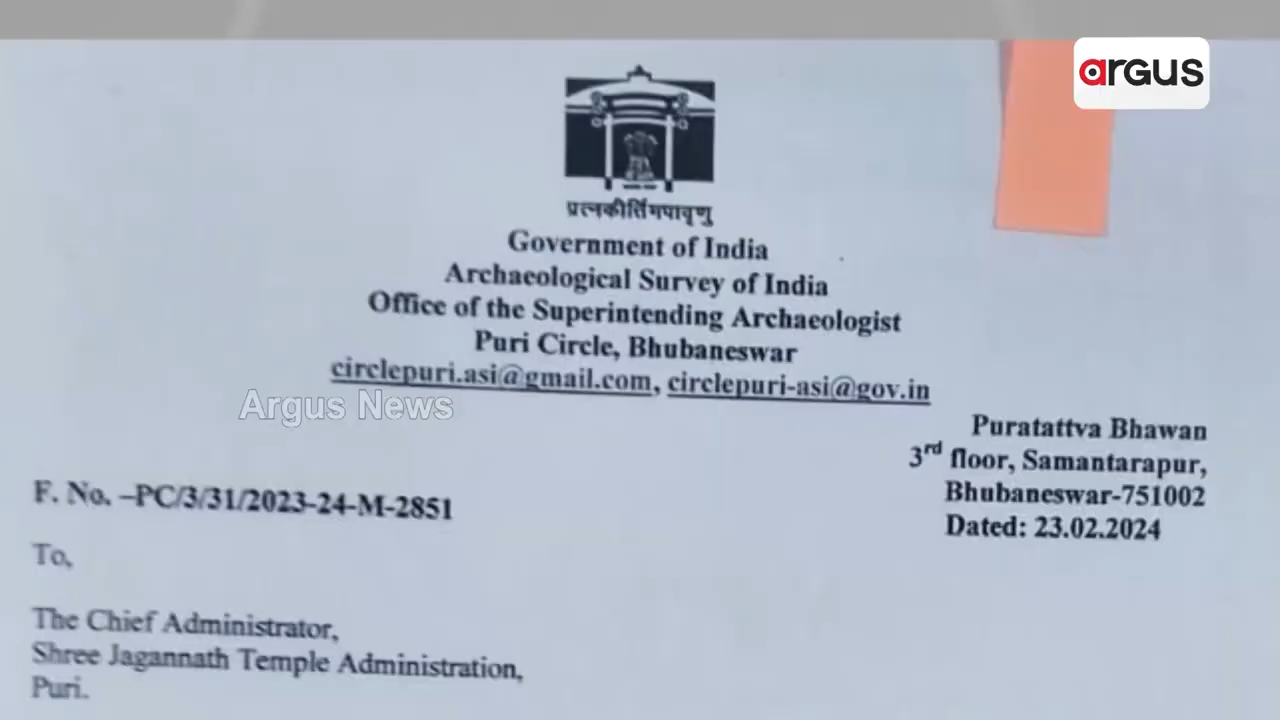 argus
प्रत्नकीर्तिमपावृणु
Government of India
Archaeological Survey of India
Office of the Superintending Archaeologist
Puri Circle, Bhubaneswar
circlepuri.asi@gmail.com, circlepuri-asi@gov.in
Argus News
Puratattva Bhawan
3rd floor, Samantarapur,
Bhubaneswar-751002
Dated: 23.02.2024
F. No. –PC/3/31/2023-24-M-2851
To,
The Chief Administrator,
Shree Jagannath Temple Administration,
Puri.